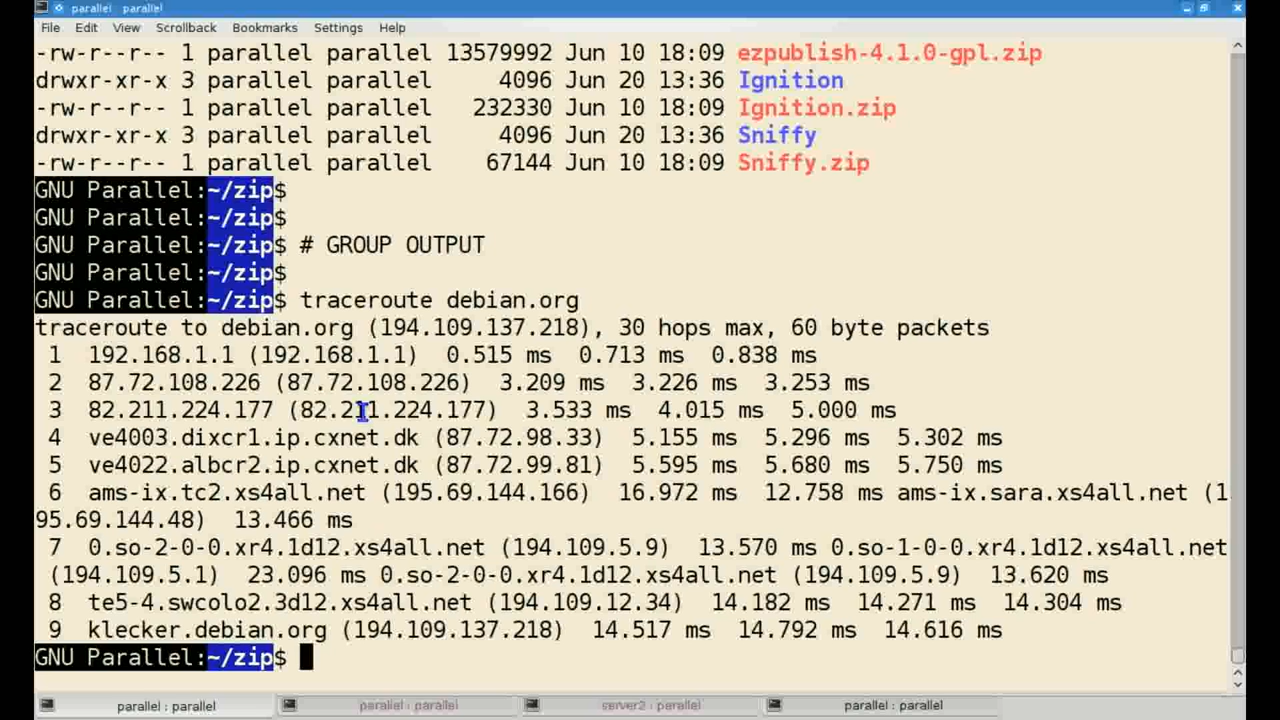 parallel : parallel
File Edit View Scrollback Bookmarks Settings Help
-rw-r--r-- 1 parallel parallel 13579992 Jun 10 18:09 ezpublish-4.1.0-gpl.zip
drwxr-xr-x 3 parallel parallel     4096 Jun 20 13:36 Ignition
-rw-r--r-- 1 parallel parallel   232330 Jun 10 18:09 Ignition.zip
drwxr-xr-x 3 parallel parallel     4096 Jun 20 13:36 Sniffy
-rw-r--r-- 1 parallel parallel    67144 Jun 10 18:09 Sniffy.zip
GNU Parallel:~/zip$
GNU Parallel:~/zip$
GNU Parallel:~/zip$ # GROUP OUTPUT
GNU Parallel:~/zip$
GNU Parallel:~/zip$ traceroute debian.org
traceroute to debian.org (194.109.137.218), 30 hops max, 60 byte packets
 1  192.168.1.1 (192.168.1.1)  0.515 ms  0.713 ms  0.838 ms
 2  87.72.108.226 (87.72.108.226)  3.209 ms  3.226 ms  3.253 ms
 3  82.211.224.177 (82.211.224.177)  3.533 ms  4.015 ms  5.000 ms
 4  ve4003.dixcr1.ip.cxnet.dk (87.72.98.33)  5.155 ms  5.296 ms  5.302 ms
 5  ve4022.albcr2.ip.cxnet.dk (87.72.99.81)  5.595 ms  5.680 ms  5.750 ms
 6  ams-ix.tc2.xs4all.net (195.69.144.166)  16.972 ms  12.758 ms ams-ix.sara.xs4all.net (1
95.69.144.48)  13.466 ms
 7  0.so-2-0-0.xr4.1d12.xs4all.net (194.109.5.9)  13.570 ms 0.so-1-0-0.xr4.1d12.xs4all.net
 (194.109.5.1)  23.096 ms 0.so-2-0-0.xr4.1d12.xs4all.net (194.109.5.9)  13.620 ms
 8  te5-4.swcolo2.3d12.xs4all.net (194.109.12.34)  14.182 ms  14.271 ms  14.304 ms
 9  klecker.debian.org (194.109.137.218)  14.517 ms  14.792 ms  14.616 ms
GNU Parallel:~/zip$
parallel : parallel parallel : parallel server2 : parallel parallel : parallel